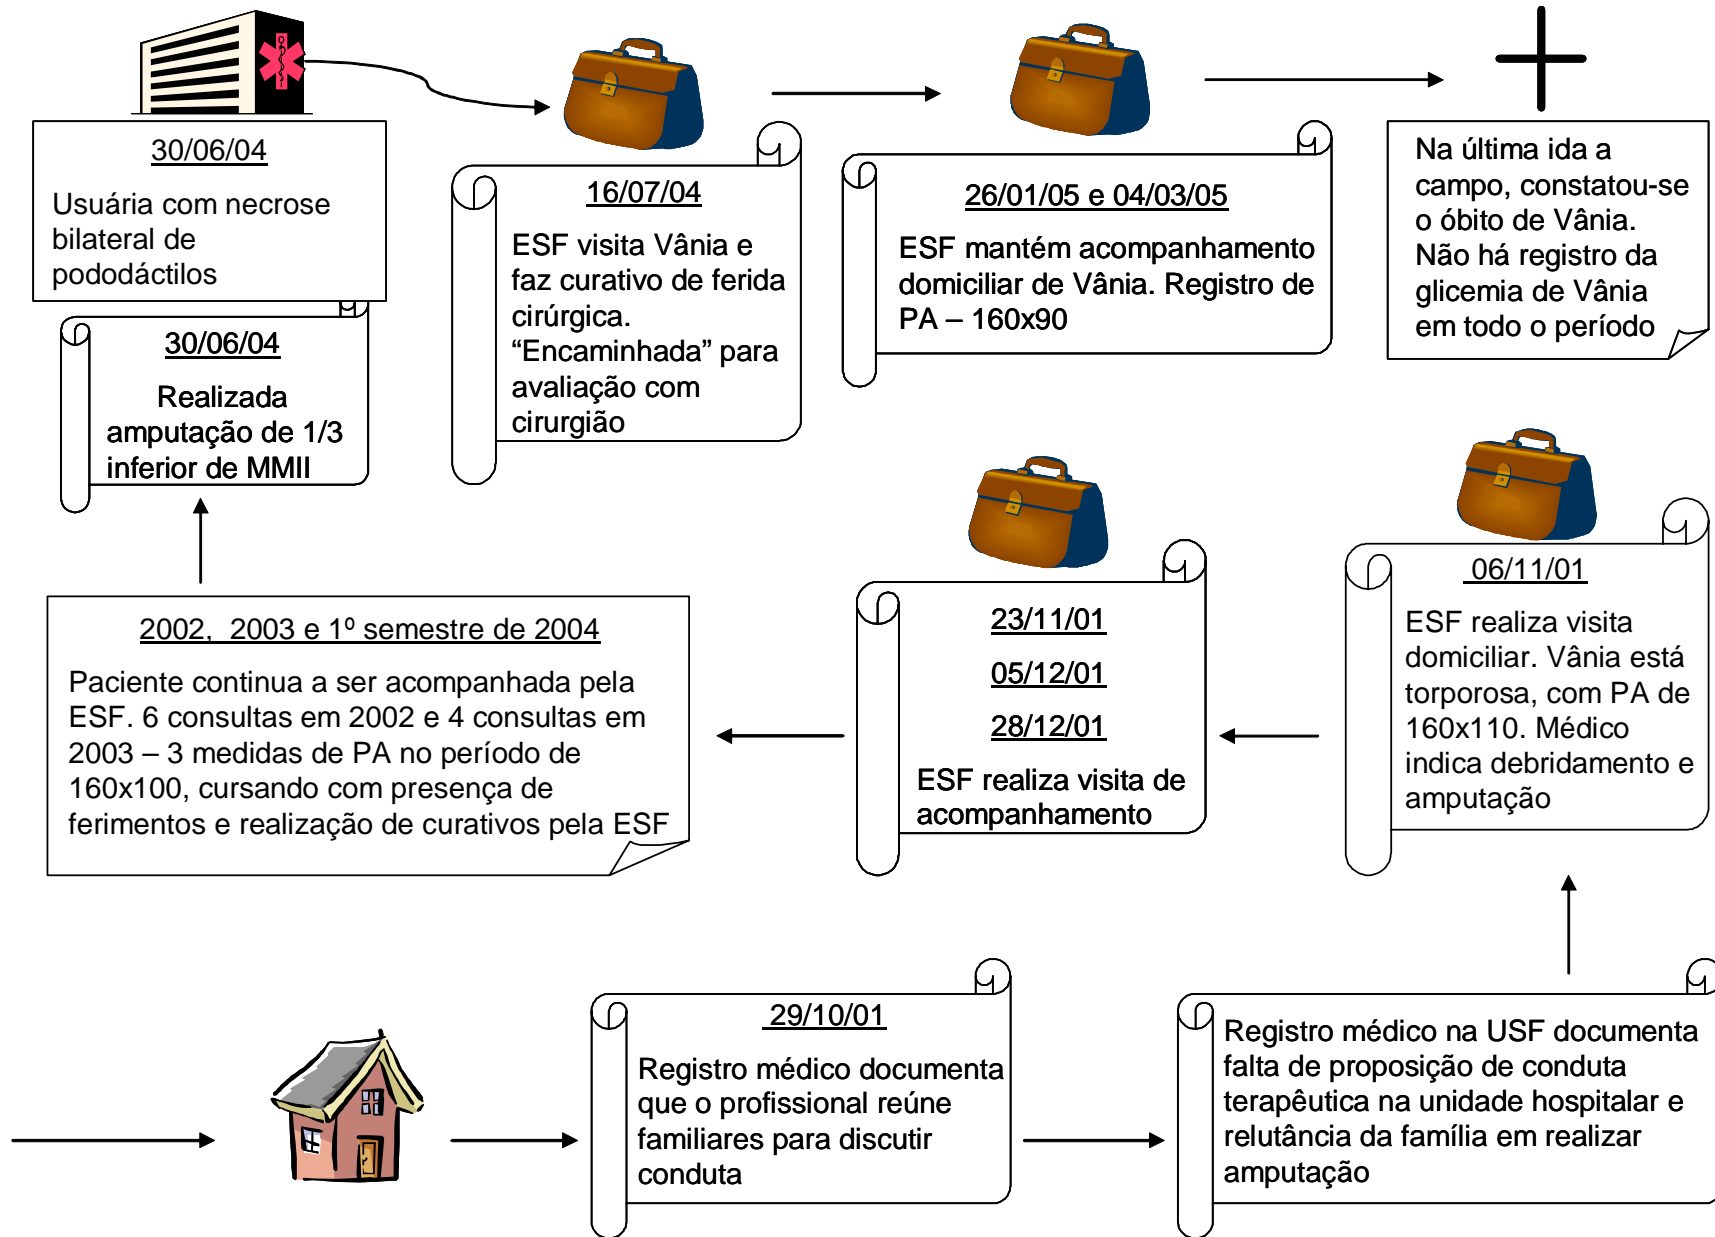 30/06/04
Usuária com necrose
bilateral de
pododáctilos
30/06/04
Realizada
amputação de 1/3
inferior de MMII
16/07/04
ESF visita Vânia e
faz curativo de ferida
cirúrgica.
“Encaminhada” para
avaliação com
cirurgião
26/01/05 e 04/03/05
ESF mantém acompanhamento
domiciliar de Vânia. Registro de
PA – 160x90
Na última ida a
campo, constatou-se
o óbito de Vânia.
Não há registro da
glicemia de Vânia
em todo o período
2002, 2003 e 1º semestre de 2004
Paciente continua a ser acompanhada pela
ESF. 6 consultas em 2002 e 4 consultas em
2003 – 3 medidas de PA no período de
160x100, cursando com presença de
ferimentos e realização de curativos pela ESF
23/11/01
05/12/01
28/12/01
ESF realiza visita de
acompanhamento
06/11/01
ESF realiza visita
domiciliar. Vânia está
torporosa, com PA de
160x110. Médico
indica debridamento e
amputação
29/10/01
Registro médico documenta
que o profissional reúne
familiares para discutir
conduta
Registro médico na USF documenta
falta de proposição de conduta
terapêutica na unidade hospitalar e
relutância da família em realizar
amputação